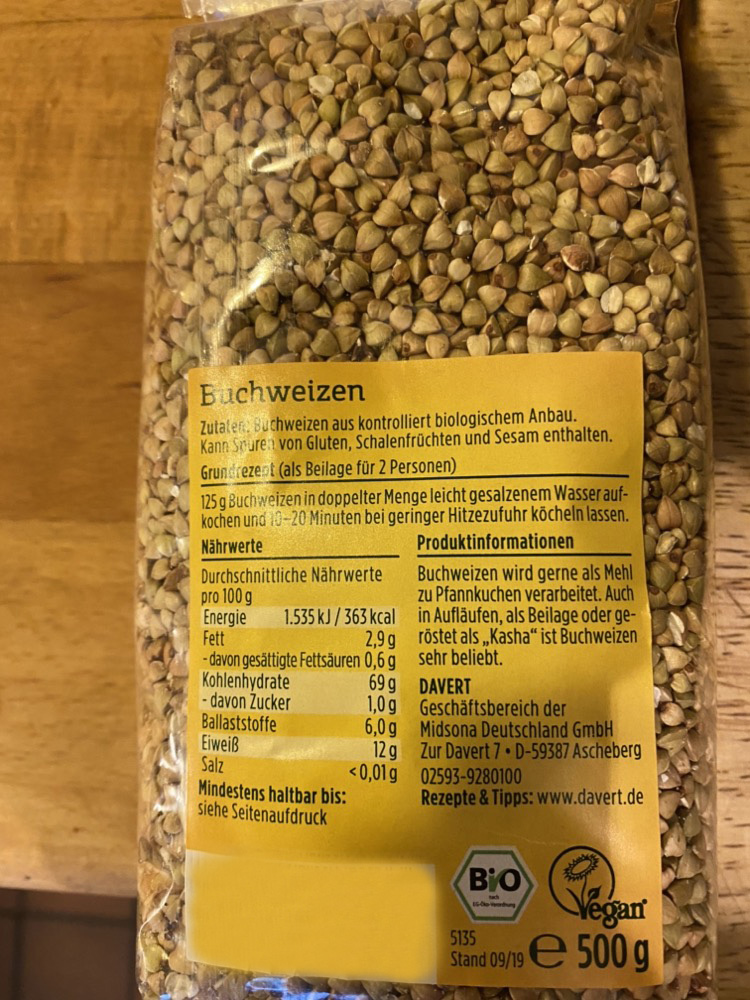 Buchweizen
Zutaten: Buchweizen aus kontrolliert biologischem Anbau.
Kann Spuren von Gluten, Schalenfrüchten und Sesam enthalten.
Grundrezept (als Beilage für 2 Personen)
125 g Buchweizen in doppelter Menge leicht gesalzenem Wasser auf-
kochen und 10–20 Minuten bei geringer Hitzezufuhr köcheln lassen.
Nährwerte
Durchschnittliche Nährwerte
pro 100 g
Energie 1.535 kJ / 363 kcal
Fett 2,9 g
- davon gesättigte Fettsäuren 0,6 g
Kohlenhydrate 69 g
- davon Zucker 1,0 g
Ballaststoffe 6,0 g
Eiweiß 12 g
Salz < 0,01 g
Mindestens haltbar bis:
siehe Seitenaufdruck
Produktinformationen
Buchweizen wird gerne als Mehl
zu Pfannkuchen verarbeitet. Auch
in Aufläufen, als Beilage oder ge-
röstet als „Kasha“ ist Buchweizen
sehr beliebt.
DAVERT
Geschäftsbereich der
Midsona Deutschland GmbH
Zur Davert 7 • D-59387 Ascheberg
02593-9280100
Rezepte & Tipps: www.davert.de
BiO
nach
EG-Öko-Verordnung
Vegan
5135
Stand 09/19 e 500 g